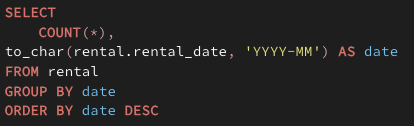 SELECT
    COUNT(*),
to_char(rental.rental_date, 'YYYY-MM') AS date
FROM rental
GROUP BY date
ORDER BY date DESC